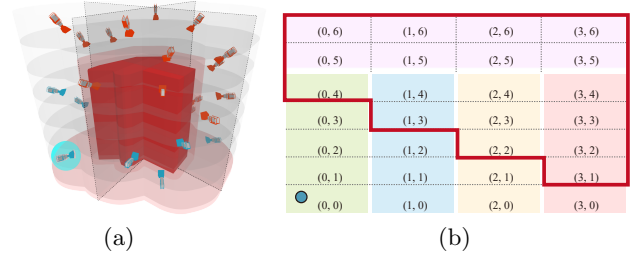 (0, 6) (1, 6) (2, 6) (3, 6)
(0, 5) (1, 5) (2, 5) (3, 5)
(0, 4) (1, 4) (2, 4) (3, 4)
(0, 3) (1, 3) (2, 3) (3, 3)
(0, 2) (1, 2) (2, 2) (3, 2)
(0, 1) (1, 1) (2, 1) (3, 1)
(0, 0) (1, 0) (2, 0) (3, 0)
(a) (b)